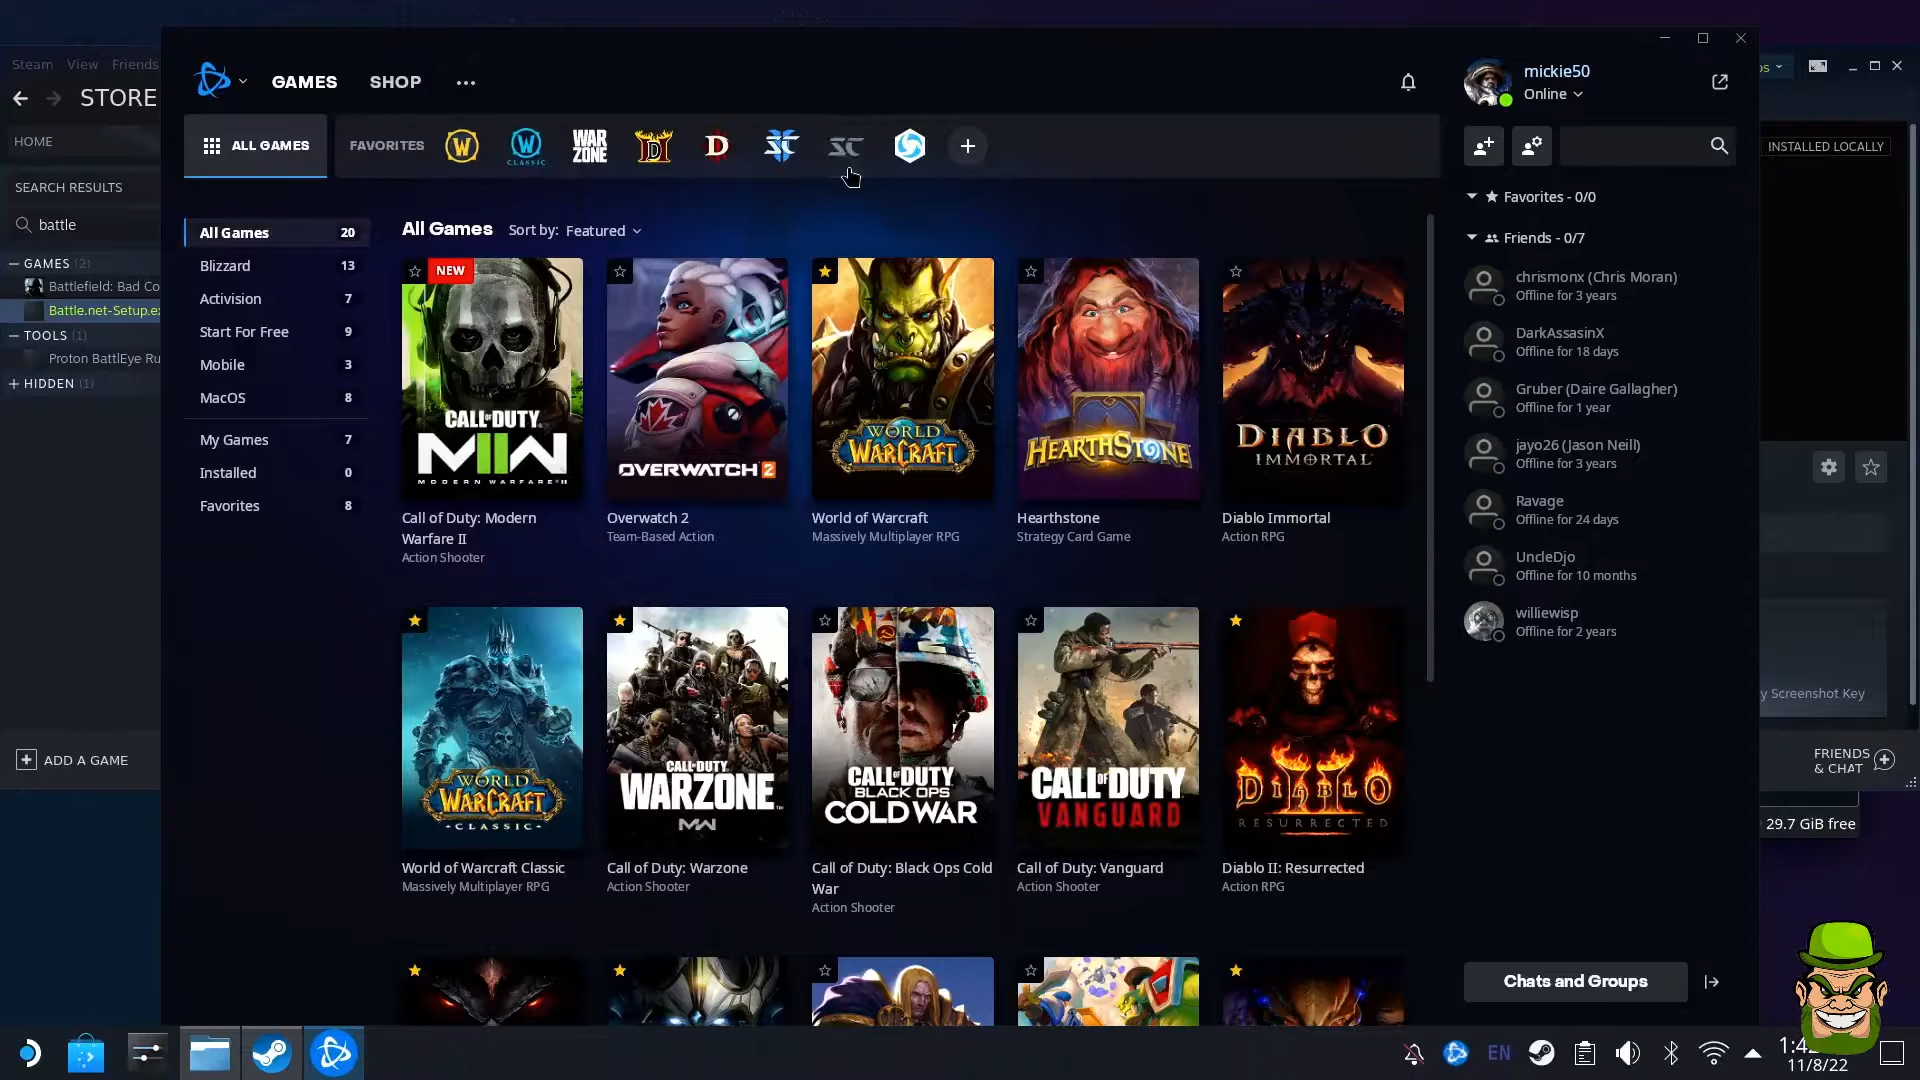 Steam View Friends
STORE
HOME
SEARCH RESULTS
battle
GAMES (2)
Battlefield: Bad Co
Battle.net-Setup.ex
TOOLS (1)
Proton BattlEye Ru
HIDDEN (1)
ADD A GAME
GAMES SHOP
ALL GAMES
FAVORITES
W
W
CLASSIC
WAR
ZONE
D
SC
SC
All Games 20
Blizzard 13
Activision 7
Start For Free 9
Mobile 3
MacOS 8
My Games 7
Installed 0
Favorites 8
All Games Sort by: Featured
NEW
CALL OF DUTY
MWII
MODERN WARFARE II
Call of Duty: Modern
Warfare II
Action Shooter
OVERWATCH 2
Overwatch 2
Team-Based Action
WORLD
WARCRAFT
World of Warcraft
Massively Multiplayer RPG
HEARTHSTONE
Hearthstone
Strategy Card Game
DIABLO
IMMORTAL
Diablo Immortal
Action RPG
WORLD
WARCRAFT
CLASSIC
World of Warcraft Classic
Massively Multiplayer RPG
CALL OF DUTY
WARZONE
MW
Call of Duty: Warzone
Action Shooter
CALL OF DUTY
BLACK OPS
COLD WAR
Call of Duty: Black Ops Cold
War
Action Shooter
CALL OF DUTY
VANGUARD
Call of Duty: Vanguard
Action Shooter
DIABLO
II
RESURRECTED
Diablo II: Resurrected
Action RPG
mickie50
Online
Favorites - 0/0
Friends - 0/7
chrismonx (Chris Moran)
Offline for 3 years
DarkAssasinX
Offline for 18 days
Gruber (Daire Gallagher)
Offline for 1 year
jayo26 (Jason Neill)
Offline for 3 years
Ravage
Offline for 24 days
UncleDjo
Offline for 10 months
williewisp
Offline for 2 years
Chats and Groups
INSTALLED LOCALLY
y Screenshot Key
FRIENDS
& CHAT
29.7 GiB free
EN
11/8/22